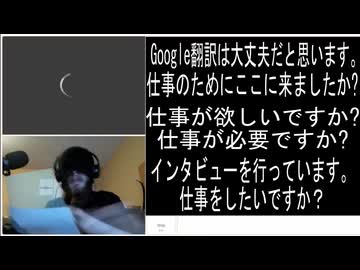 Google翻訳は大丈夫だと思います。
仕事のためにここに来ましたか?
仕事が欲しいですか?
仕事が必要ですか?
インタビューを行っています。
仕事をしたいですか?